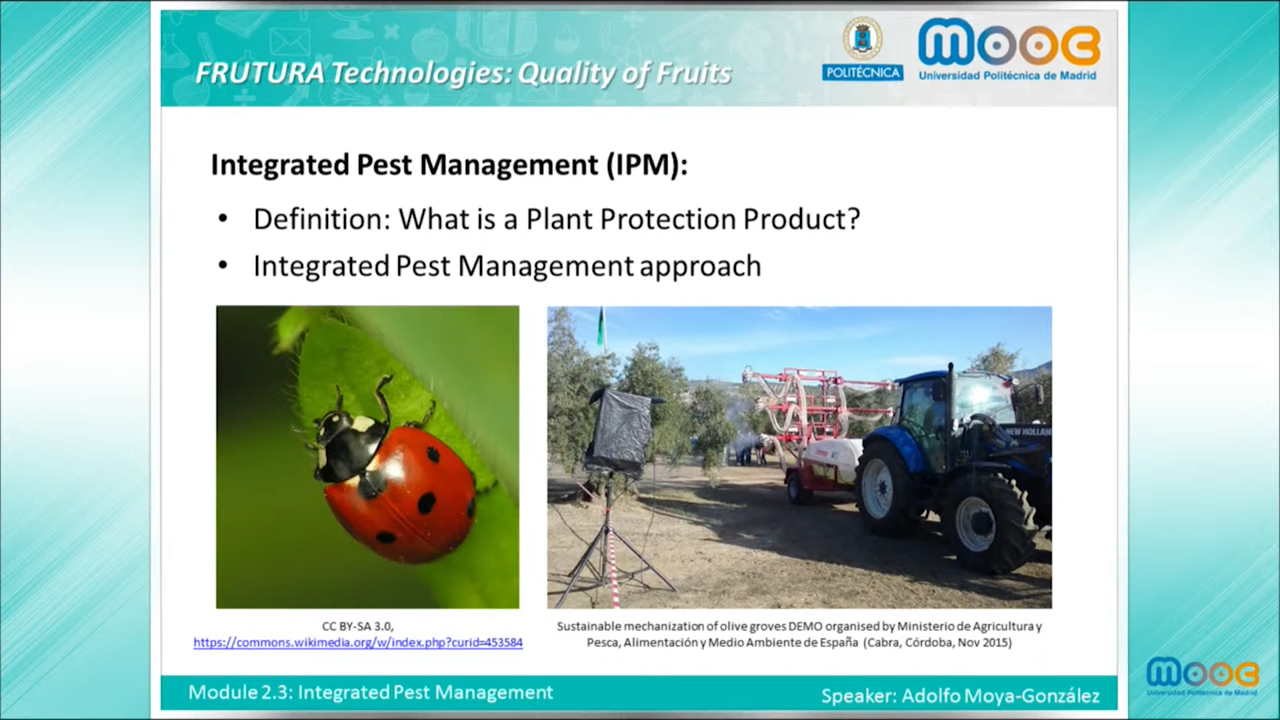 FRUTURA Technologies: Quality of Fruits
POLITÉCNICA
mooc
Universidad Politécnica de Madrid
Integrated Pest Management (IPM):
• Definition: What is a Plant Protection Product?
• Integrated Pest Management approach
NEW HOLLAND
CC BY-SA 3.0,
https://commons.wikimedia.org/w/index.php?curid=453584
Sustainable mechanization of olive groves DEMO organised by Ministerio de Agricultura y
Pesca, Alimentación y Medio Ambiente de España (Cabra, Córdoba, Nov 2015)
Module 2.3: Integrated Pest Management
Speaker: Adolfo Moya-González
mooc
Universidad Politécnica de Madrid